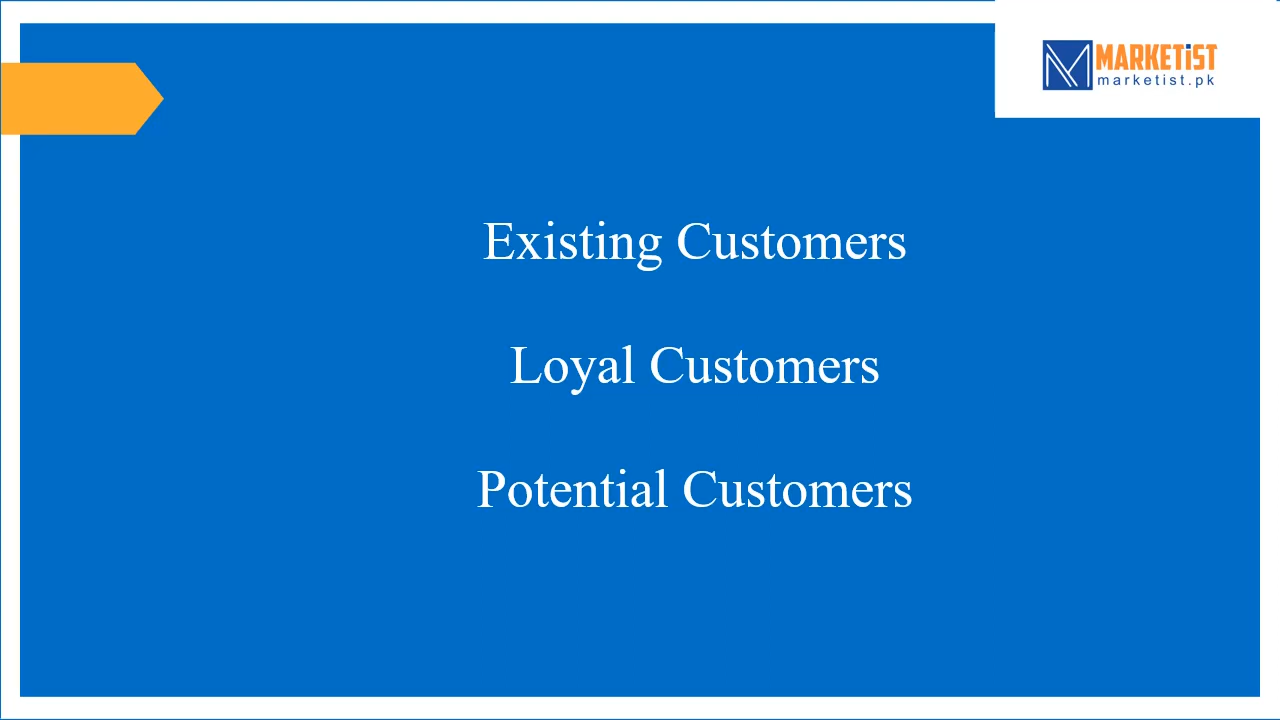 MARKETiST
marketist.pk
Existing Customers
Loyal Customers
Potential Customers